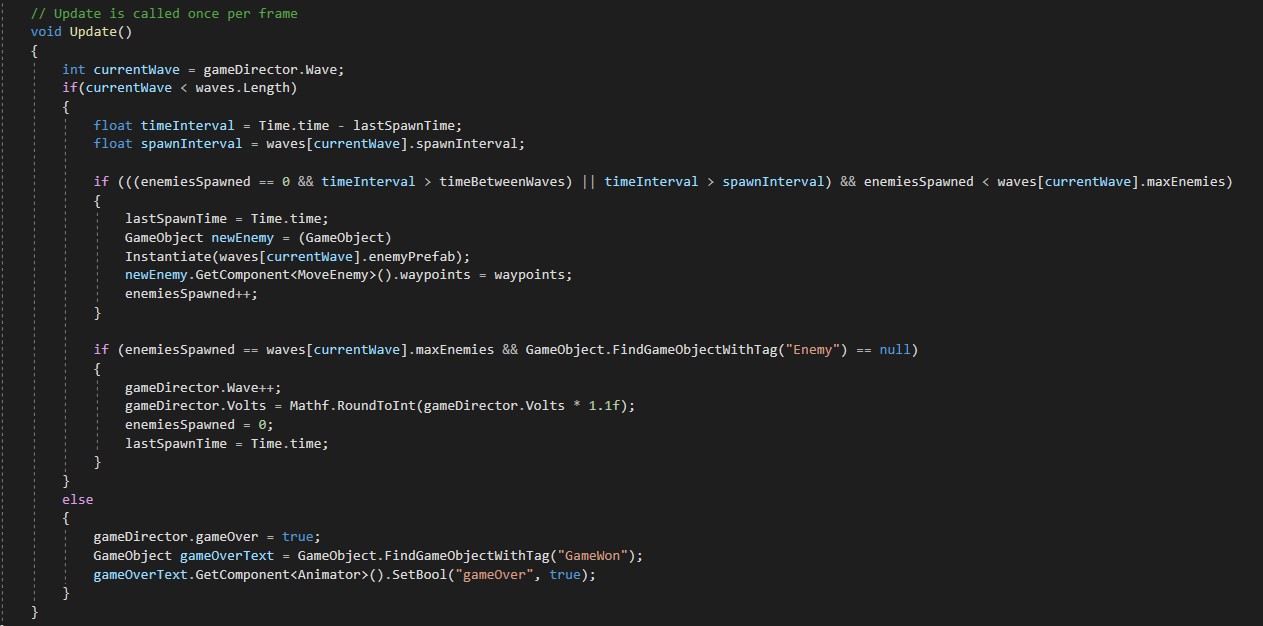 // Update is called once per frame
void Update()
{
int currentWave = gameDirector.Wave;
if(currentWave < waves.Length)
{
float timeInterval = Time.time - lastSpawnTime;
float spawnInterval = waves[currentWave].spawnInterval;
if (((enemiesSpawned == 0 && timeInterval > timeBetweenWaves) || timeInterval > spawnInterval) && enemiesSpawned < waves[currentWave].maxEnemies)
{
lastSpawnTime = Time.time;
GameObject newEnemy = (GameObject)
Instantiate(waves[currentWave].enemyPrefab);
newEnemy.GetComponent<MoveEnemy>().waypoints = waypoints;
enemiesSpawned++;
}
if (enemiesSpawned == waves[currentWave].maxEnemies && GameObject.FindGameObjectWithTag("Enemy") == null)
{
gameDirector.Wave++;
gameDirector.Volts = Mathf.RoundToInt(gameDirector.Volts * 1.1f);
enemiesSpawned = 0;
lastSpawnTime = Time.time;
}
}
else
{
gameDirector.gameOver = true;
GameObject gameOverText = GameObject.FindGameObjectWithTag("GameWon");
gameOverText.GetComponent<Animator>().SetBool("gameOver", true);
}
}